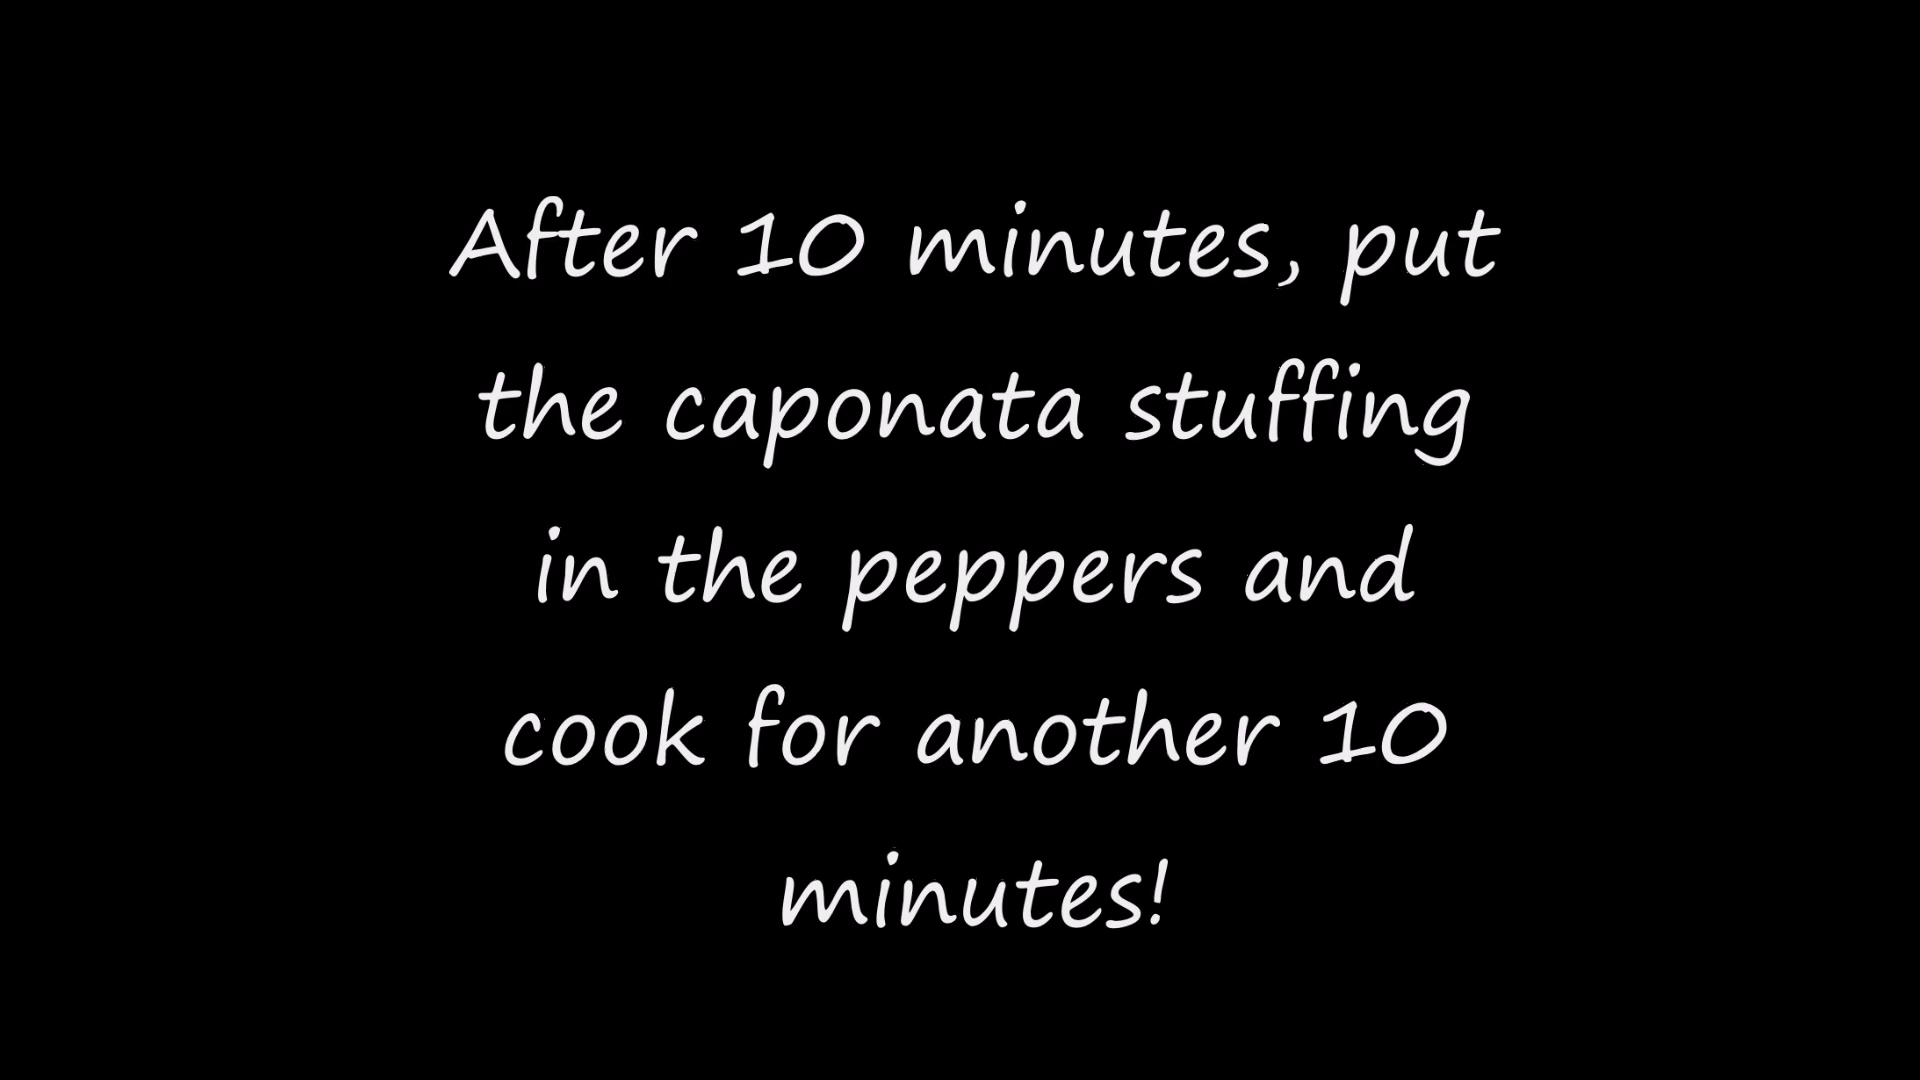 After 10 minutes, put
the caponata stuffing
in the peppers and
cook for another 10
minutes!